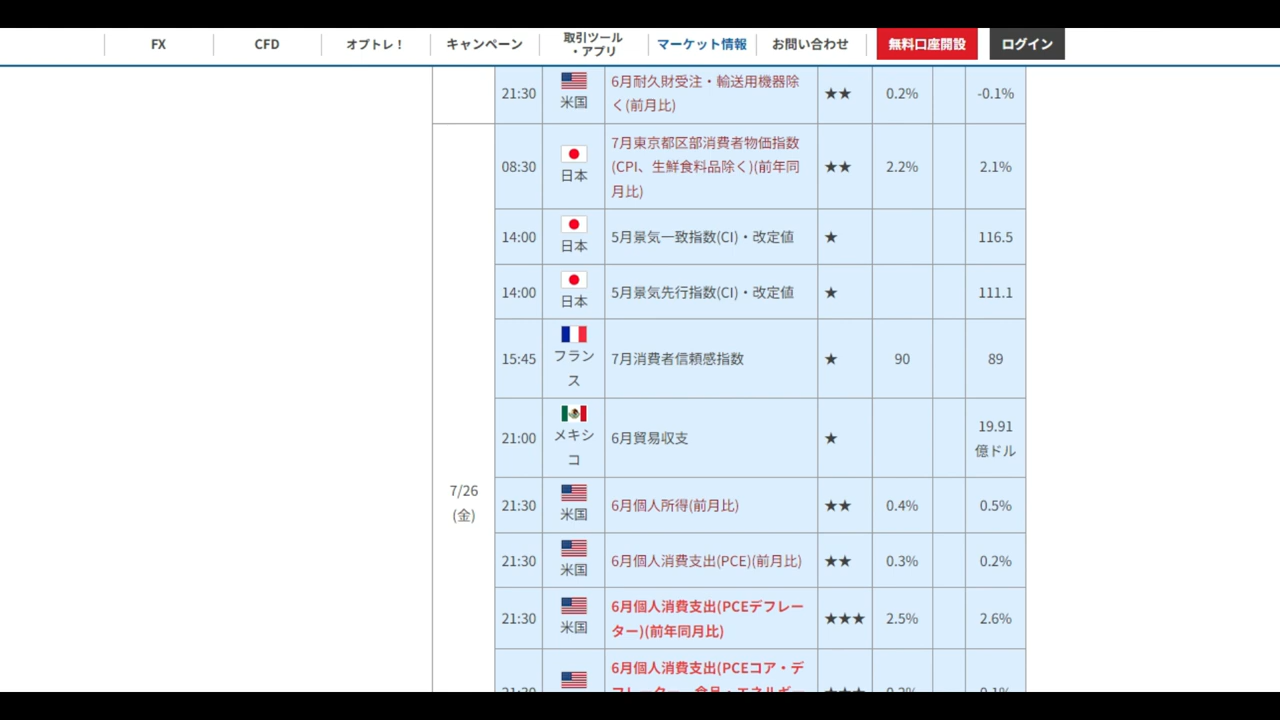 FX
CFD
オプトレ！
キャンペーン
取引ツール
・アプリ
マーケット情報
お問い合わせ
無料口座開設
ログイン
21:30
米国
6月耐久財受注・輸送用機器除
く(前月比)
★★
0.2%
-0.1%
7/26
(金)
08:30
日本
7月東京都区部消費者物価指数
(CPI、生鮮食料品除く)(前年同
月比)
★★
2.2%
2.1%
14:00
日本
5月景気一致指数(CI)・改定値
★
116.5
14:00
日本
5月景気先行指数(CI)・改定値
★
111.1
15:45
フラン
ス
7月消費者信頼感指数
★
90
89
21:00
メキシ
コ
6月貿易収支
★
19.91
億ドル
21:30
米国
6月個人所得(前月比)
★★
0.4%
0.5%
21:30
米国
6月個人消費支出(PCE)(前月比)
★★
0.3%
0.2%
21:30
米国
6月個人消費支出(PCEデフレー
ター)(前年同月比)
★★★
2.5%
2.6%
6月個人消費支出(PCEコア・デ